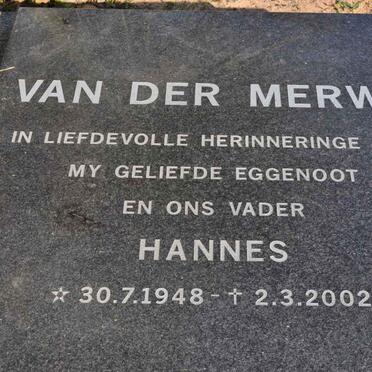 VAN DER MERW
IN LIEFDEVOLLE HERINNERINGE
MY GELIEFDE EGGENOOT
EN ONS VADER
HANNES
☆ 30.7.1948 - ✝ 2.3.2002